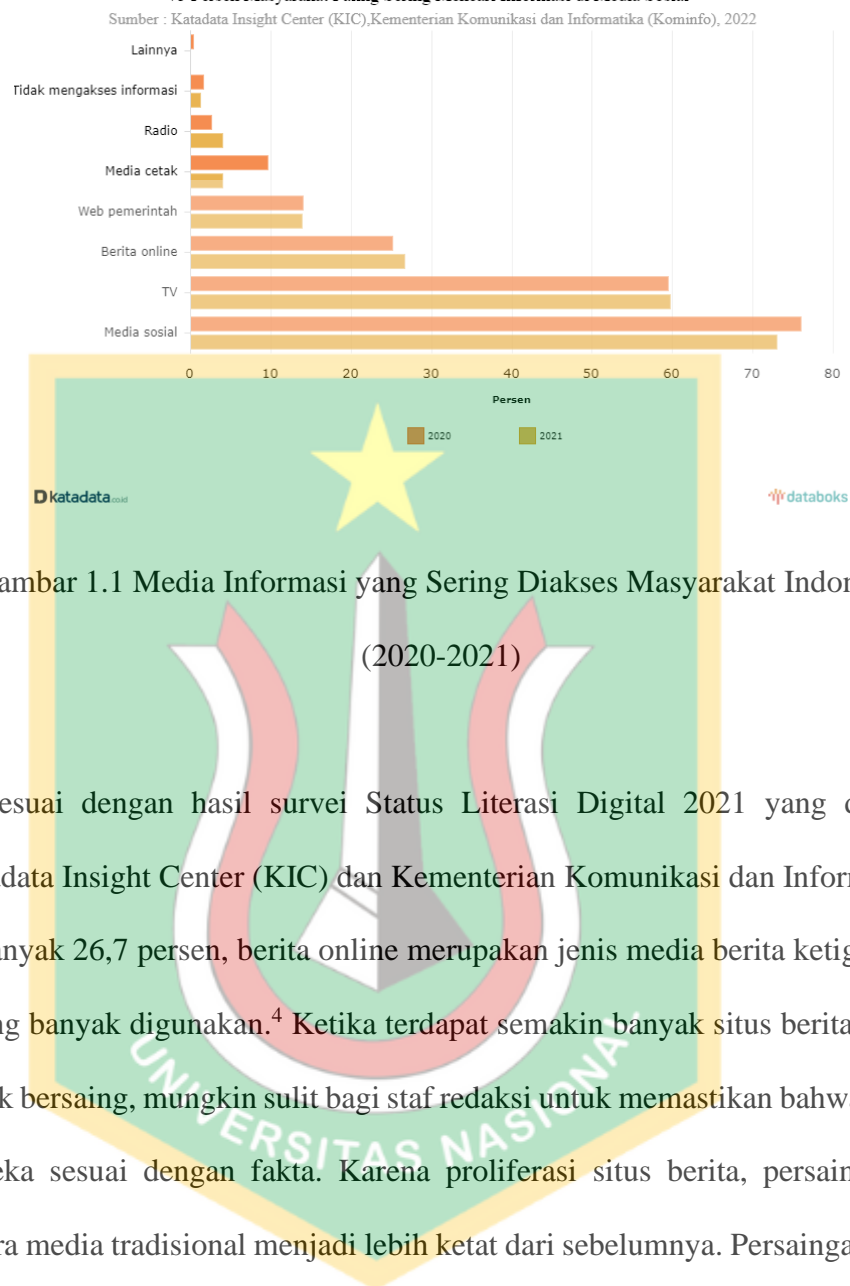 Sumber : Katadata Insight Center (KIC),Kementerian Komunikasi dan Informatika (Kominfo), 2022
Lainnya
Tidak mengakses informasi
Radio
Media cetak
Web pemerintah
Berita online
TV
Media sosial
0 10 20 30 40 50 60 70 80
Persen
2020 2021
katadata.co.id databoks
ambar 1.1 Media Informasi yang Sering Diakses Masyarakat Indon
(2020-2021)
esuai dengan hasil survei Status Literasi Digital 2021 yang d
adata Insight Center (KIC) dan Kementerian Komunikasi dan Inform
anyak 26,7 persen, berita online merupakan jenis media berita ketig
ng banyak digunakan.⁴ Ketika terdapat semakin banyak situs berita
k bersaing, mungkin sulit bagi staf redaksi untuk memastikan bahwa
eka sesuai dengan fakta. Karena proliferasi situs berita, persain
ra media tradisional menjadi lebih ketat dari sebelumnya. Persainga
UNIVERSITAS NASIONAL